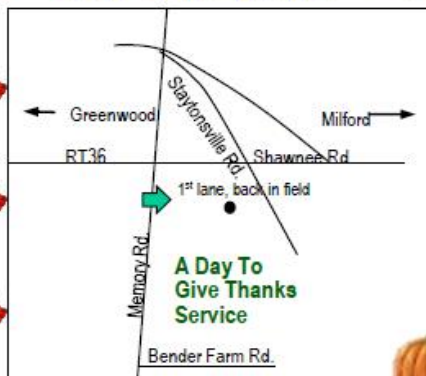 Staytonsville Rd.
Greenwood
Milford
RT36
Shawnee Rd
1st lane, back in field
Memory Rd.
A Day To
Give Thanks
Service
Bender Farm Rd.